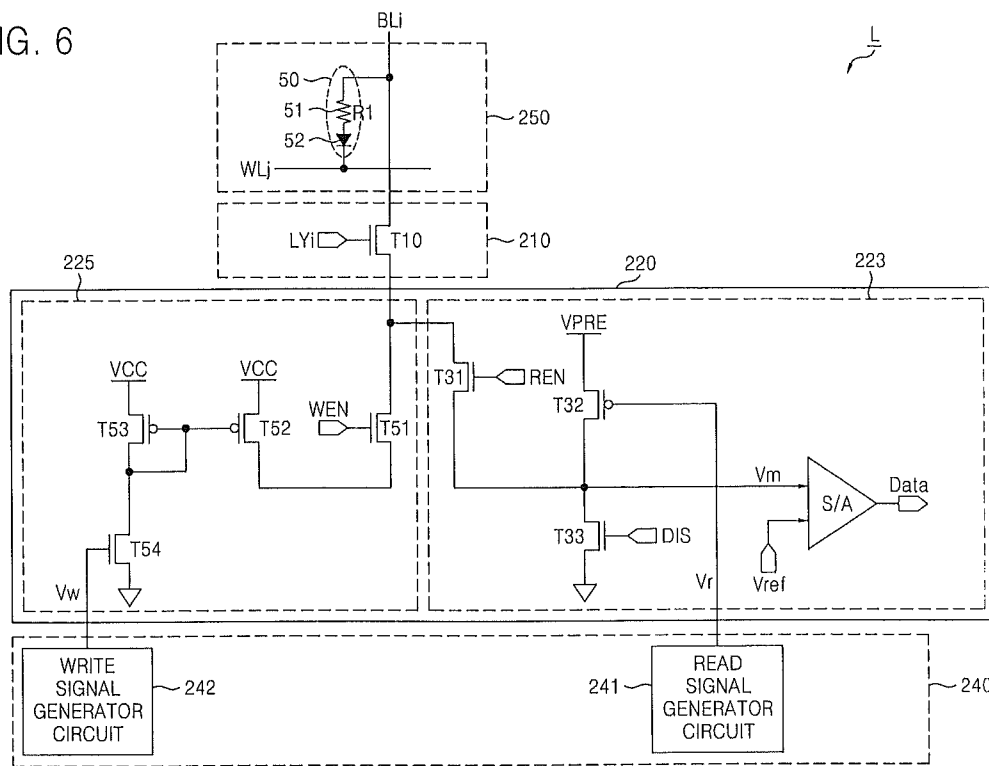 IG. 6
BLi
L
50
51
R1
52
250
WLj
LYi
T10
210
225
220
223
VCC
VCC
VPRE
T53
T52
WEN
T51
T31
REN
T32
Vm
S/A
Data
T54
T33
DIS
Vw
Vr
Vref
WRITE
SIGNAL
GENERATOR
CIRCUIT
242
241
READ
SIGNAL
GENERATOR
CIRCUIT
240